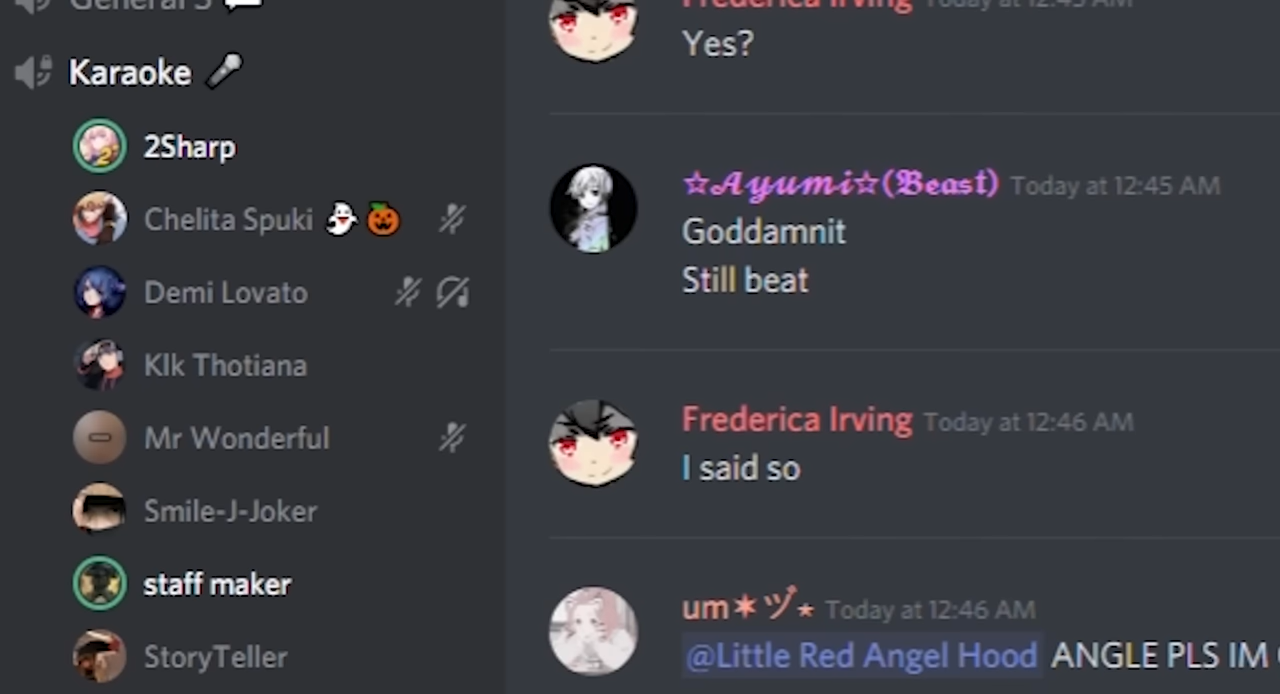 General 3
Karaoke
2Sharp
Chelita Spuki
Demi Lovato
Klk Thotiana
Mr Wonderful
Smile-J-Joker
staff maker
StoryTeller
Frederica Irving Today at 12:45 AM
Yes?
☆𝓐𝔂𝓾𝓶𝓲☆(𝕭𝖊𝖆𝖘𝖙) Today at 12:45 AM
Goddamnit
Still beat
Frederica Irving Today at 12:46 AM
I said so
um✶ヅ⋆ Today at 12:46 AM
@Little Red Angel Hood ANGLE PLS IM